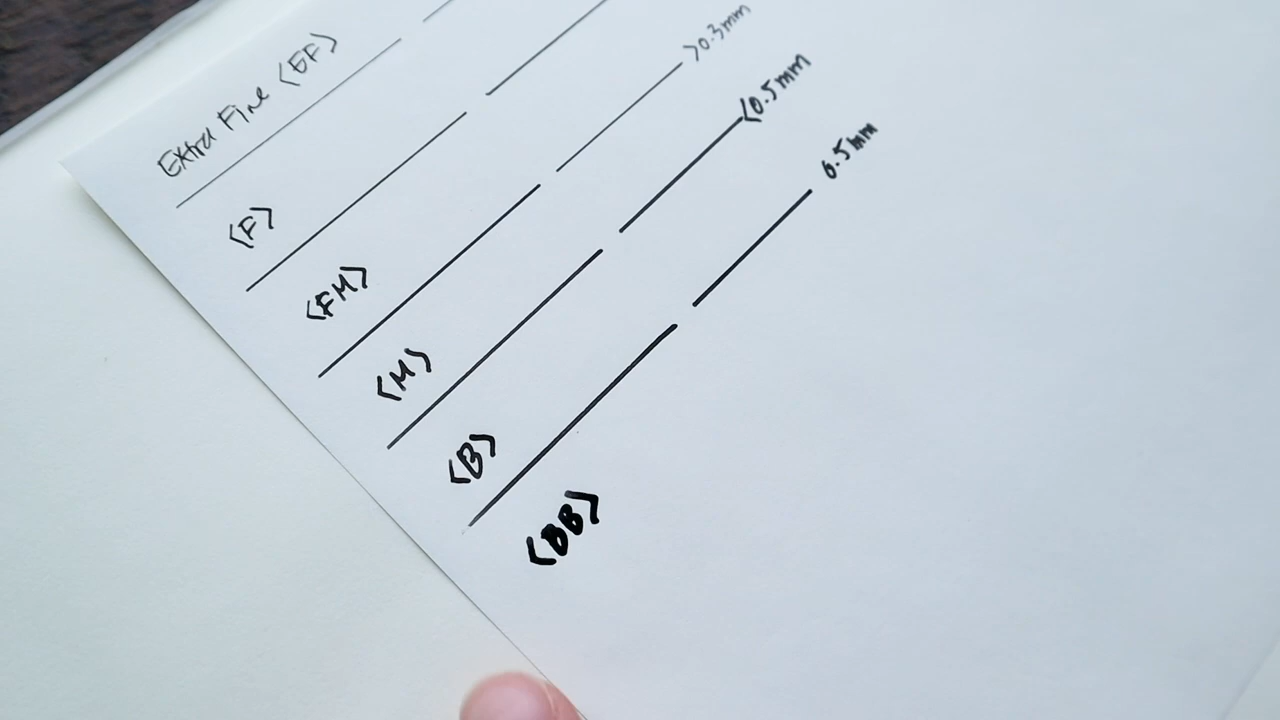 Extra Fine <EF>
<F>
<FM> >0.3mm
<M> <0.5mm
<B> 0.5mm
<BB>